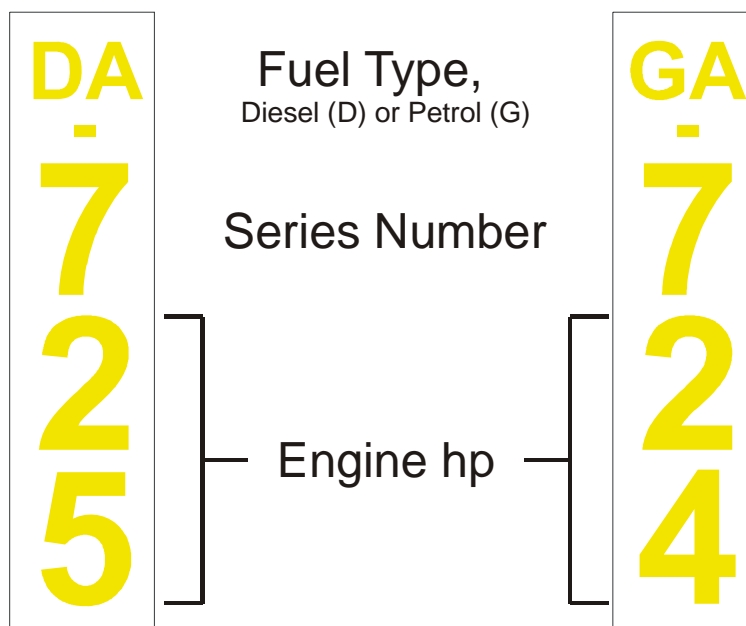 DA
-
7
2
5
Fuel Type,
Diesel (D) or Petrol (G)
Series Number
Engine hp
GA
-
7
2
4